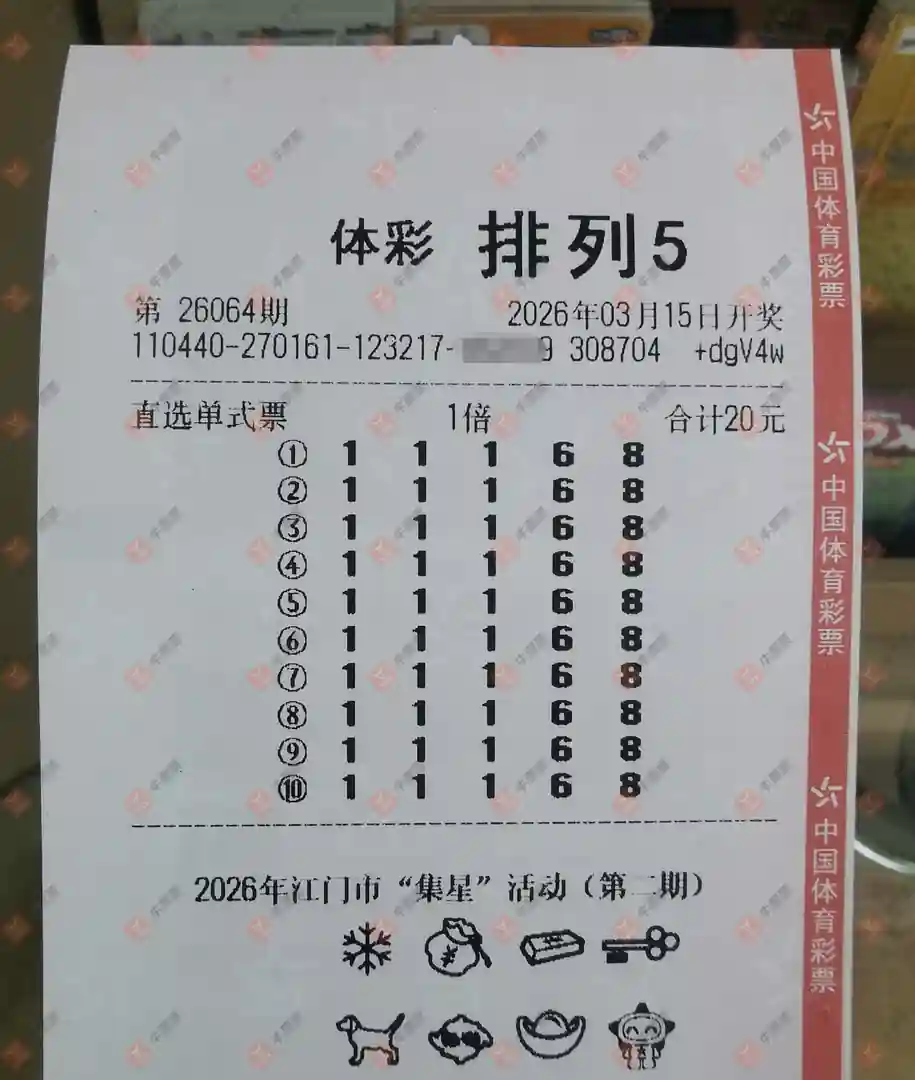 体彩 排列5
第 26064期 2026年03月15日开奖
110440-270161-123217- 9 308704 +dgV4w
直选单式票 1倍 合计20元
① 1 1 1 6 8
② 1 1 1 6 8
③ 1 1 1 6 8
④ 1 1 1 6 8
⑤ 1 1 1 6 8
⑥ 1 1 1 6 8
⑦ 1 1 1 6 8
⑧ 1 1 1 6 8
⑨ 1 1 1 6 8
⑩ 1 1 1 6 8
2026年江门市“集星”活动（第二期）
中国体育彩票
中国体育彩票
中国体育彩票